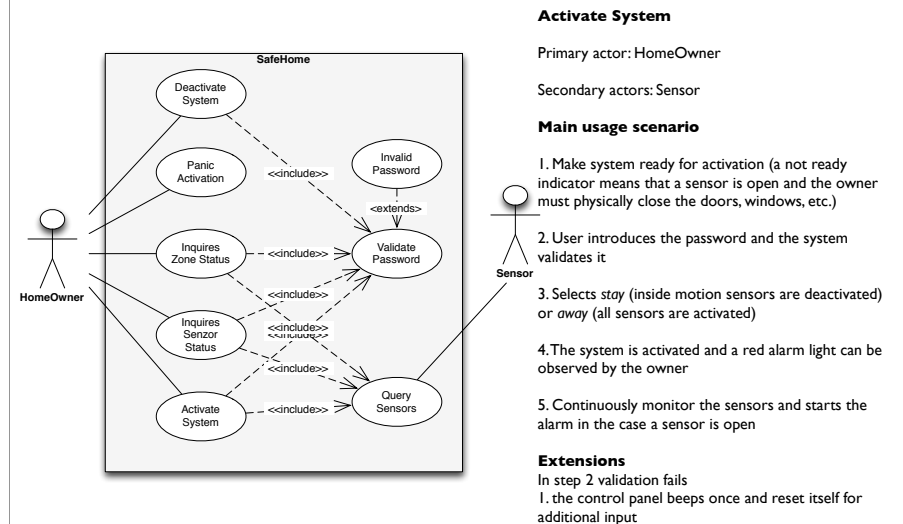 SafeHome
Deactivate
System
Panic
Activation
Inquires
Zone Status
Inquires
Senzor
Status
Activate
System
Invalid
Password
Validate
Password
Query
Sensors
<<include>>
<extends>
<<include>>
<<include>>
<<include>>
<<include>>
<<include>>
<<include>>
HomeOwner
Sensor
Activate System
Primary actor: HomeOwner
Secondary actors: Sensor
Main usage scenario
1. Make system ready for activation (a not ready
indicator means that a sensor is open and the owner
must physically close the doors, windows, etc.)
2. User introduces the password and the system
validates it
3. Selects stay (inside motion sensors are deactivated)
or away (all sensors are activated)
4. The system is activated and a red alarm light can be
observed by the owner
5. Continuously monitor the sensors and starts the
alarm in the case a sensor is open
Extensions
In step 2 validation fails
1. the control panel beeps once and reset itself for
additional input